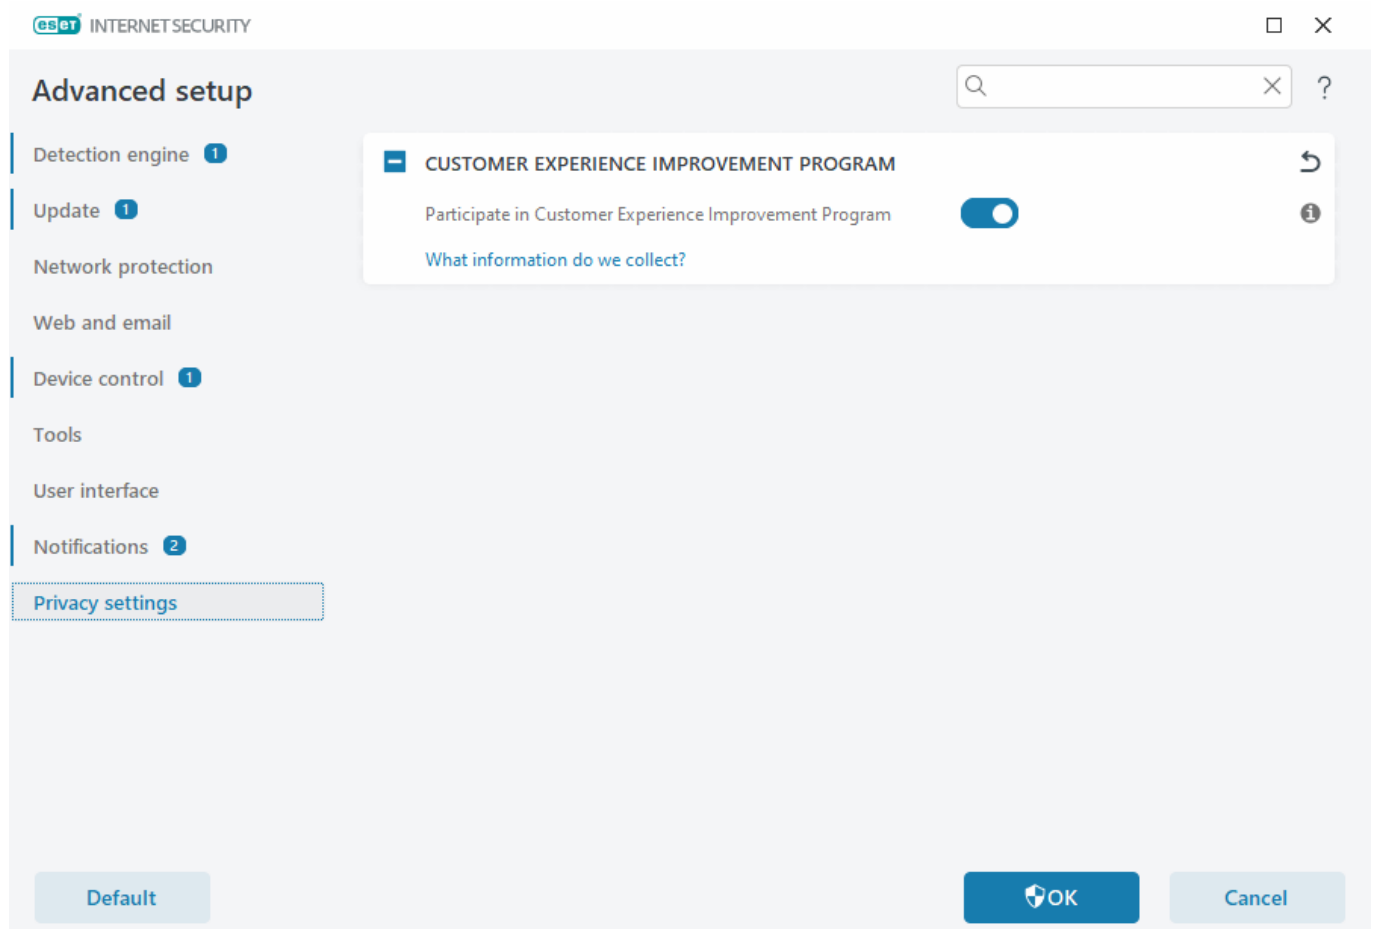 eset INTERNET SECURITY
Advanced setup
?
Detection engine 1
Update 1
Network protection
Web and email
Device control 1
Tools
User interface
Notifications 2
Privacy settings
CUSTOMER EXPERIENCE IMPROVEMENT PROGRAM
Participate in Customer Experience Improvement Program
What information do we collect?
Default
OK
Cancel